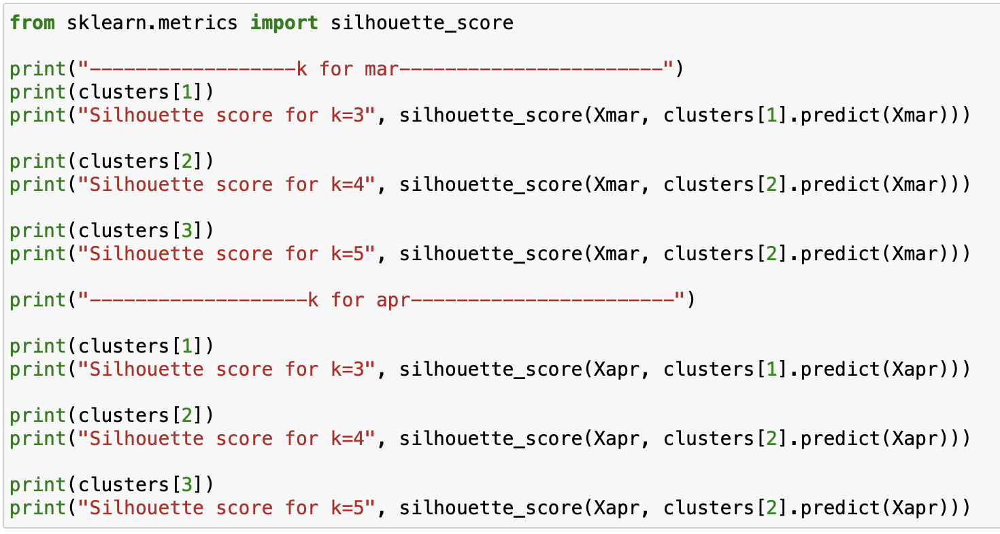 from sklearn.metrics import silhouette_score
print("------------------k for mar-----------------------")
print(clusters[1])
print("Silhouette score for k=3", silhouette_score(Xmar, clusters[1].predict(Xmar)))
print(clusters[2])
print("Silhouette score for k=4", silhouette_score(Xmar, clusters[2].predict(Xmar)))
print(clusters[3])
print("Silhouette score for k=5", silhouette_score(Xmar, clusters[2].predict(Xmar)))
print("-------------------k for apr-----------------------")
print(clusters[1])
print("Silhouette score for k=3", silhouette_score(Xapr, clusters[1].predict(Xapr)))
print(clusters[2])
print("Silhouette score for k=4", silhouette_score(Xapr, clusters[2].predict(Xapr)))
print(clusters[3])
print("Silhouette score for k=5", silhouette_score(Xapr, clusters[2].predict(Xapr)))